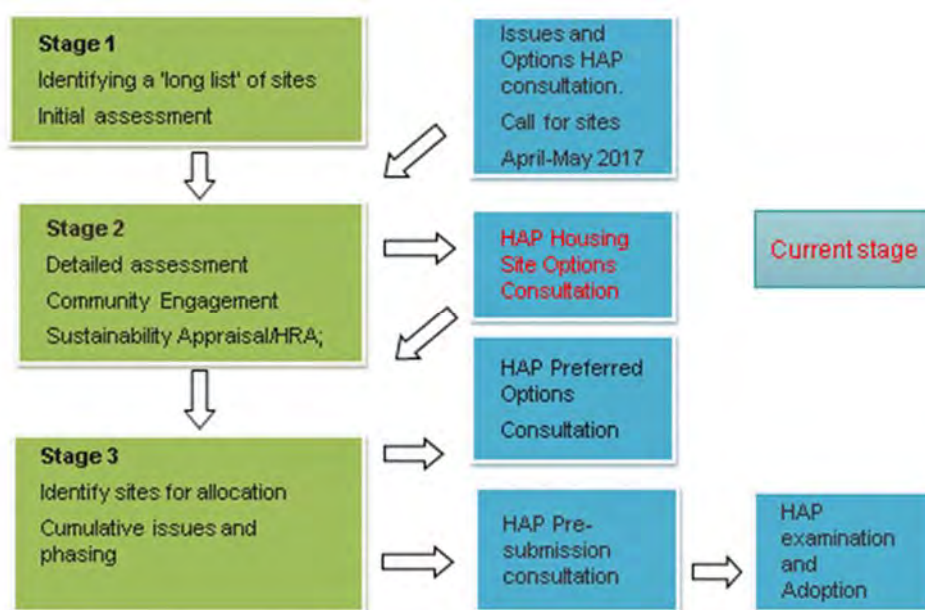 Stage 1
Identifying a 'long list' of sites
Initial assessment
Issues and
Options HAP
consultation.
Call for sites
April-May 2017
Stage 2
Detailed assessment
Community Engagement
Sustainability Appraisal/HRA;
HAP Housing
Site Options
Consultation
Current stage
HAP Preferred
Options
Consultation
Stage 3
Identify sites for allocation
Cumulative issues and
phasing
HAP Pre-
submission
consultation
HAP
examination
and
Adoption